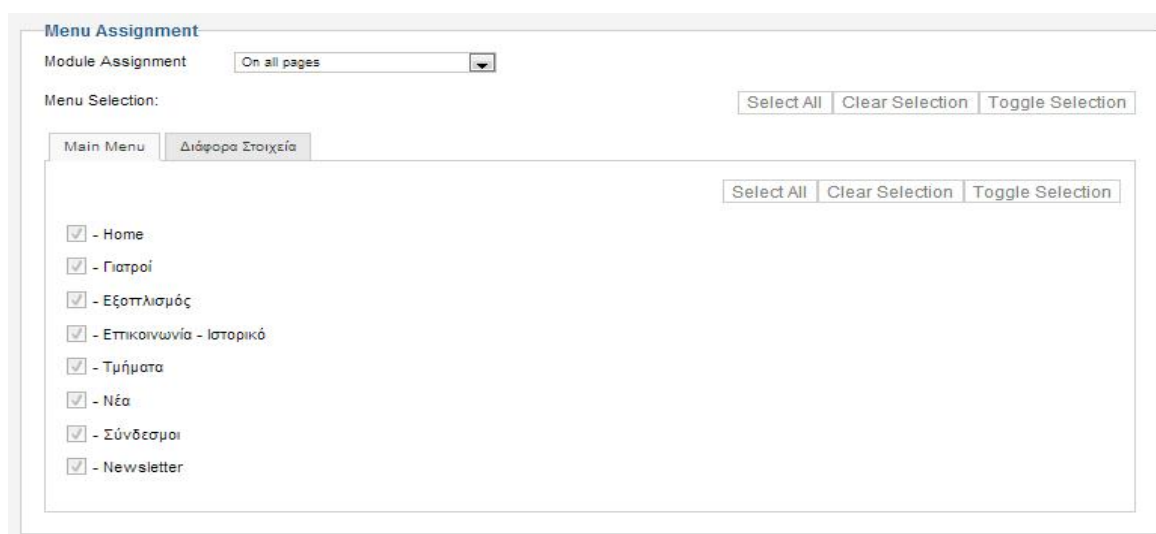 Menu Assignment
Module Assignment On all pages
Menu Selection: Select All Clear Selection Toggle Selection
Main Menu Διάφορα Στοιχεία
Select All Clear Selection Toggle Selection
- Home
- Γιατροί
- Εξοπλισμός
- Επικοινωνία - Ιστορικό
- Τμήματα
- Νέα
- Σύνδεσμοι
- Newsletter